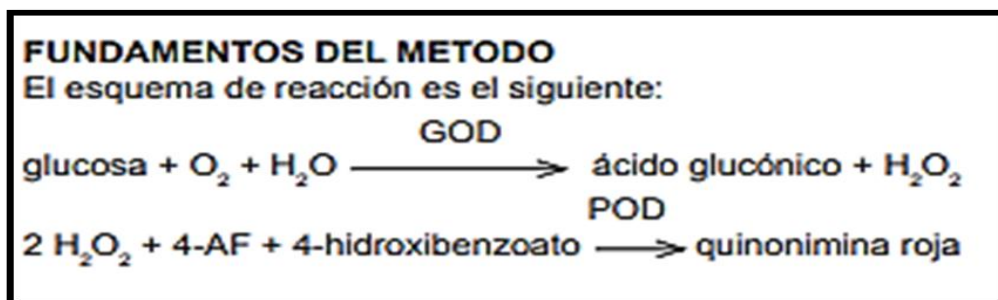 FUNDAMENTOS DEL METODO
El esquema de reacción es el siguiente:
GOD
glucosa + O₂ + H₂O ⟶ ácido glucónico + H₂O₂
POD
2 H₂O₂ + 4-AF + 4-hidroxibenzoato ⟶ quinonimina roja